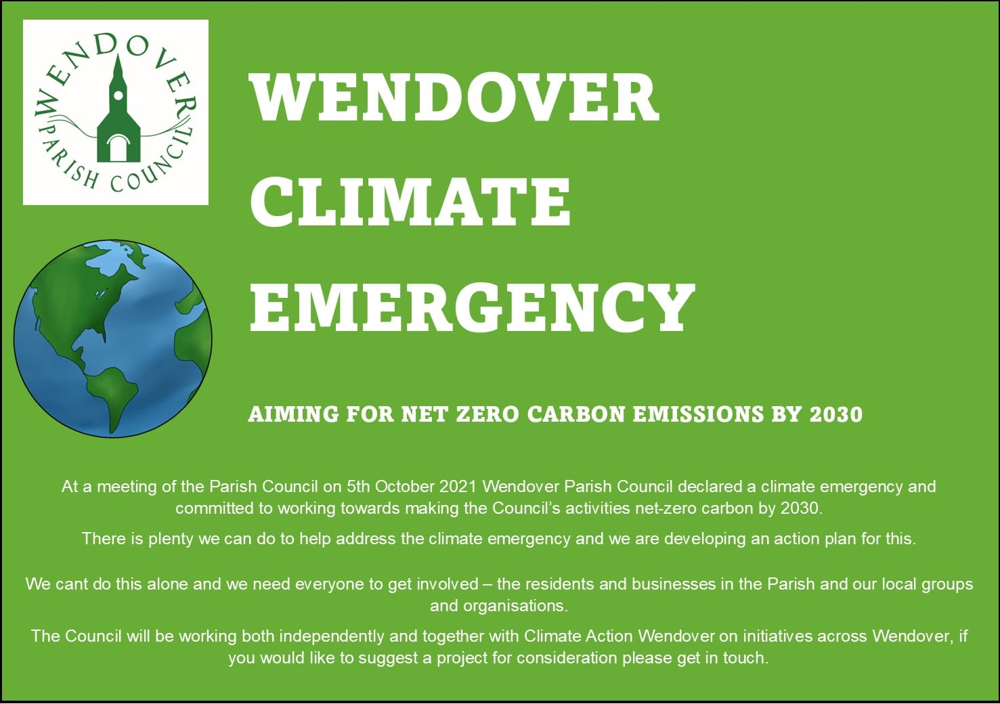 WENDOVER
PARISH COUNCIL
WENDOVER
CLIMATE
EMERGENCY
AIMING FOR NET ZERO CARBON EMISSIONS BY 2030
At a meeting of the Parish Council on 5th October 2021 Wendover Parish Council declared a climate emergency and
committed to working towards making the Council’s activities net-zero carbon by 2030.
There is plenty we can do to help address the climate emergency and we are developing an action plan for this.
We cant do this alone and we need everyone to get involved – the residents and businesses in the Parish and our local groups
and organisations.
The Council will be working both independently and together with Climate Action Wendover on initiatives across Wendover, if
you would like to suggest a project for consideration please get in touch.